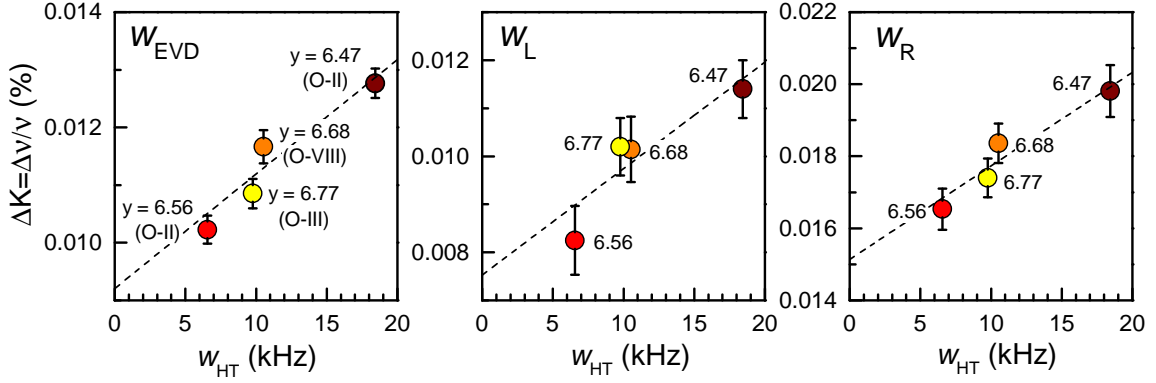 ΔK=Δν/ν (%)
0.014
0.012
0.010
w_EVD
y = 6.47
(O-II)
y = 6.68
(O-VIII)
y = 6.77
(O-III)
y = 6.56
(O-II)
0 5 10 15 20
w_HT (kHz)
0.012
0.010
0.008
w_L
6.47
6.77
6.68
6.56
0 5 10 15 20
w_HT (kHz)
0.022
0.020
0.018
0.016
0.014
w_R
6.47
6.68
6.77
6.56
0 5 10 15 20
w_HT (kHz)